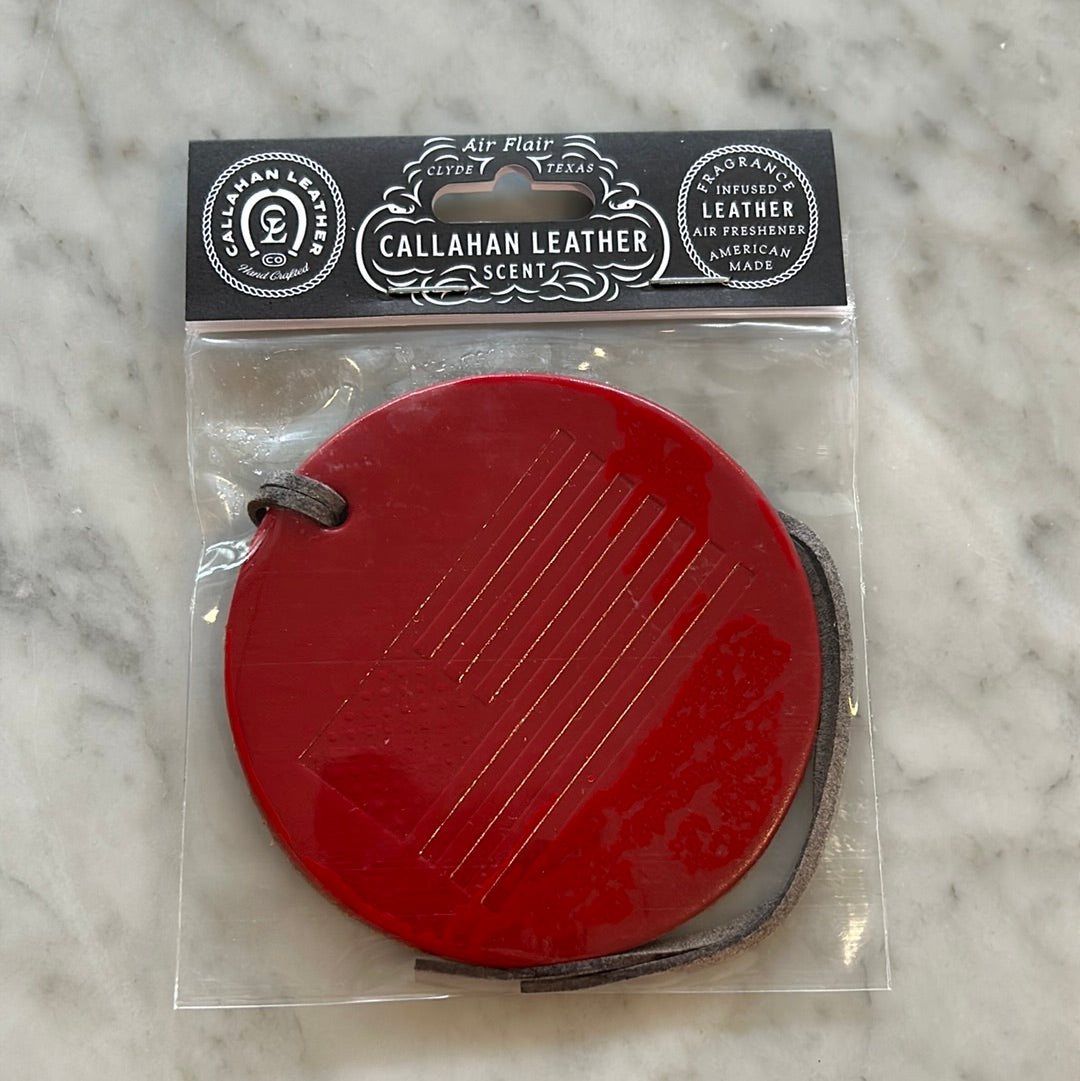 CALLAHAN LEATHER
CL
CO
Hand Crafted
Air Flair
CLYDE TEXAS
CALLAHAN LEATHER
SCENT
FRAGRANCE
INFUSED
LEATHER
AIR FRESHENER
AMERICAN
MADE